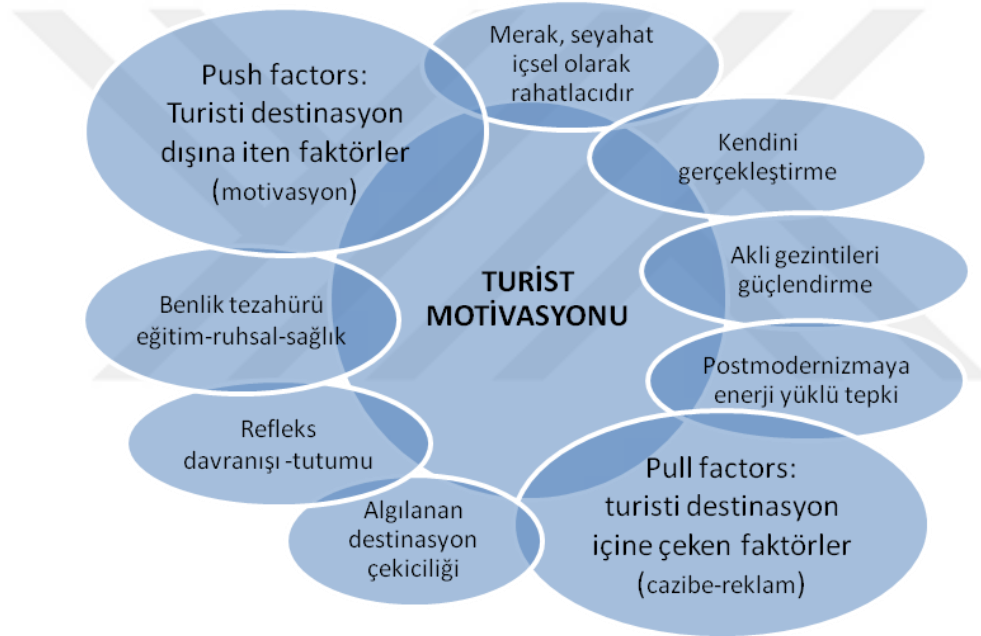 Merak, seyahat
içsel olarak
rahatlacıdır
Push factors:
Turisti destinasyon
dışına iten faktörler
(motivasyon)
Kendini
gerçekleştirme
Akli gezintileri
güçlendirme
TURİST
MOTİVASYONU
Benlik tezahürü
eğitim-ruhsal-sağlık
Postmodernizmaya
enerji yüklü tepki
Refleks
davranışı -tutumu
Pull factors:
turisti destinasyon
içine çeken faktörler
(cazibe-reklam)
Algılanan
destinasyon
çekiciliği